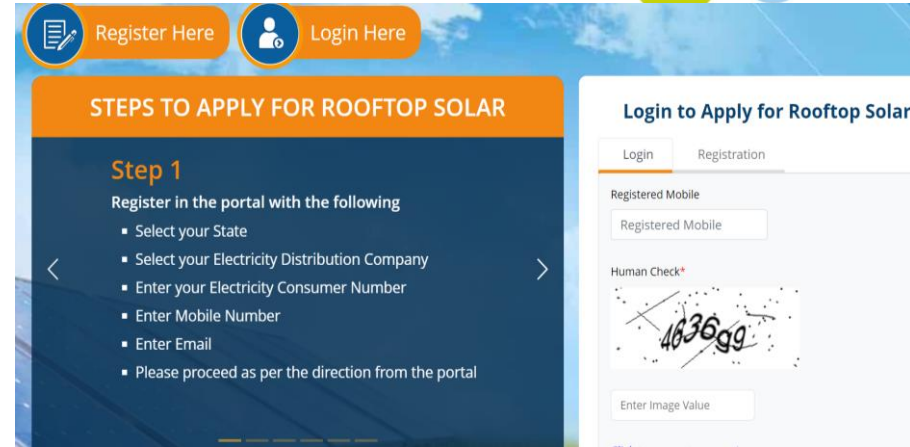 Register Here
Login Here
STEPS TO APPLY FOR ROOFTOP SOLAR
Step 1
Register in the portal with the following
▪ Select your State
▪ Select your Electricity Distribution Company
▪ Enter your Electricity Consumer Number
▪ Enter Mobile Number
▪ Enter Email
▪ Please proceed as per the direction from the portal
Login to Apply for Rooftop Solar
Login Registration
Registered Mobile
Registered Mobile
Human Check*
4636gg
Enter Image Value